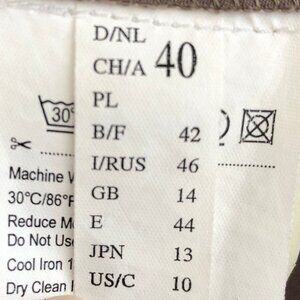 D/NL
CH/A 40
PL
B/F 42
I/RUS 46
GB 14
E 44
JPN 13
US/C 10
30°
Machine
30°C/86°F
Reduce
Do Not Use
Cool Iron
Dry Clean